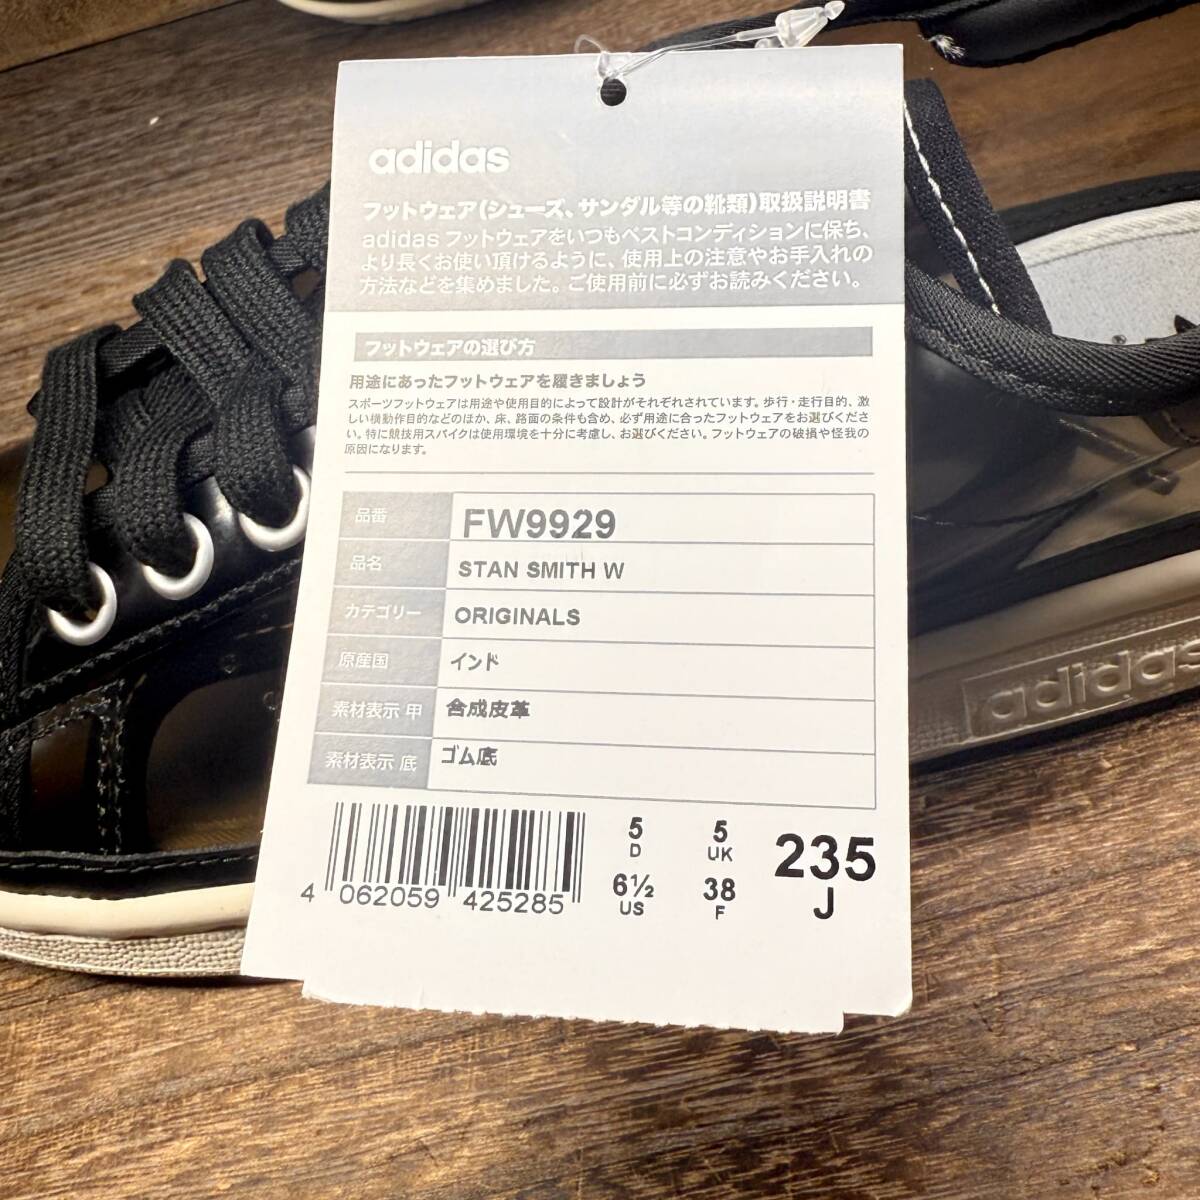 adidas
フットウェア(シューズ、サンダル等の靴類)取扱説明書
adidas フットウェアをいつもベストコンディションに保ち、
より長くお使い頂けるように、使用上の注意やお手入れの
方法などを集めました。ご使用前に必ずお読みください。
フットウェアの選び方
用途にあったフットウェアを履きましょう
スポーツフットウェアは用途や使用目的によって設計がそれぞれされています。歩行・走行目的、激
しい機動作目的などのほか、床、路面の条件も含め、必ず用途に合ったフットウェアをお選びくださ
い。特に競技用スパイクは使用環境を十分に考慮し、お選びください。フットウェアの破損や怪我の
原因になります。
品番 FW9929
品名 STAN SMITH W
カテゴリー ORIGINALS
原産国 インド
素材表示 甲 合成皮革
素材表示 底 ゴム底
4 062059 425285
5 D
5 UK
6½ US
38 F
235 J
adidas